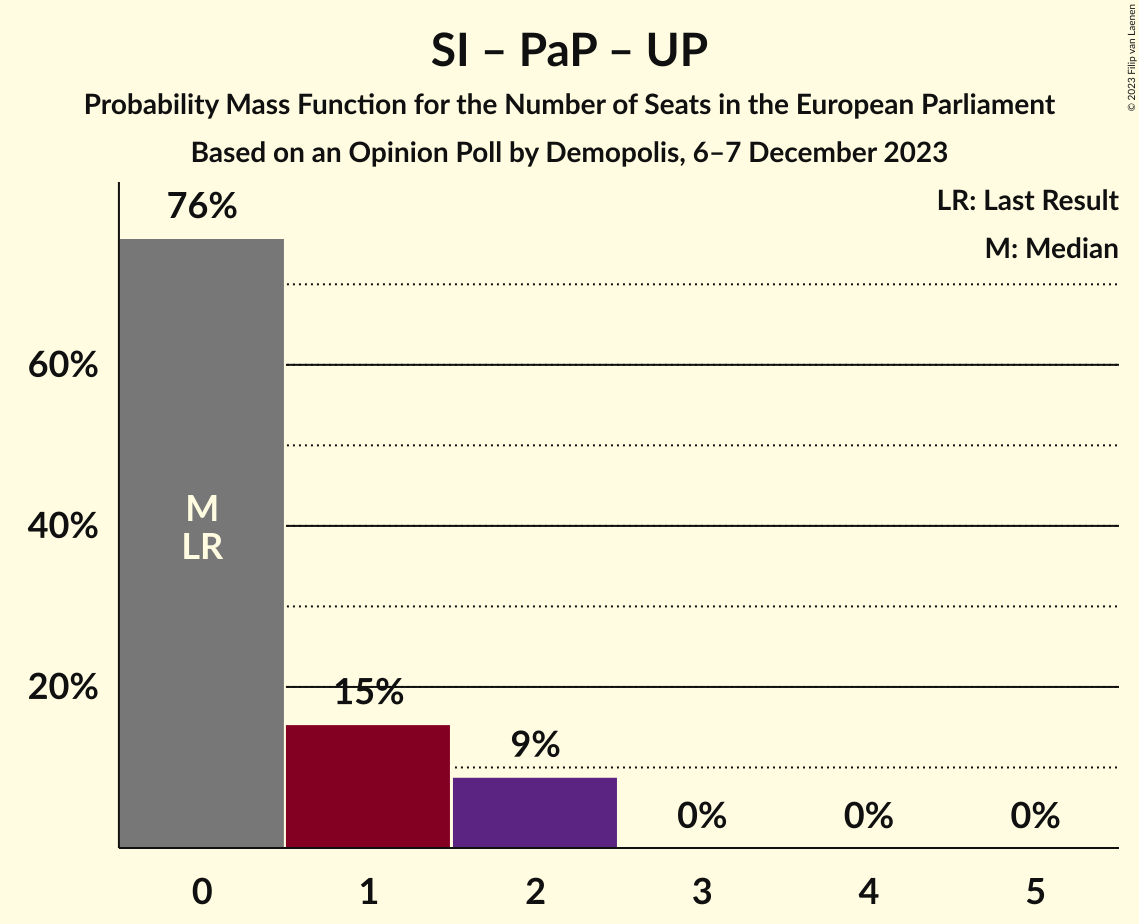 SI – PaP – UP
Probability Mass Function for the Number of Seats in the European Parliament
Based on an Opinion Poll by Demopolis, 6–7 December 2023
© 2023 Filip van Laenen
LR: Last Result
M: Median
76%
60%
40%
20%
M
LR
15%
9%
0%
0%
0%
0
1
2
3
4
5